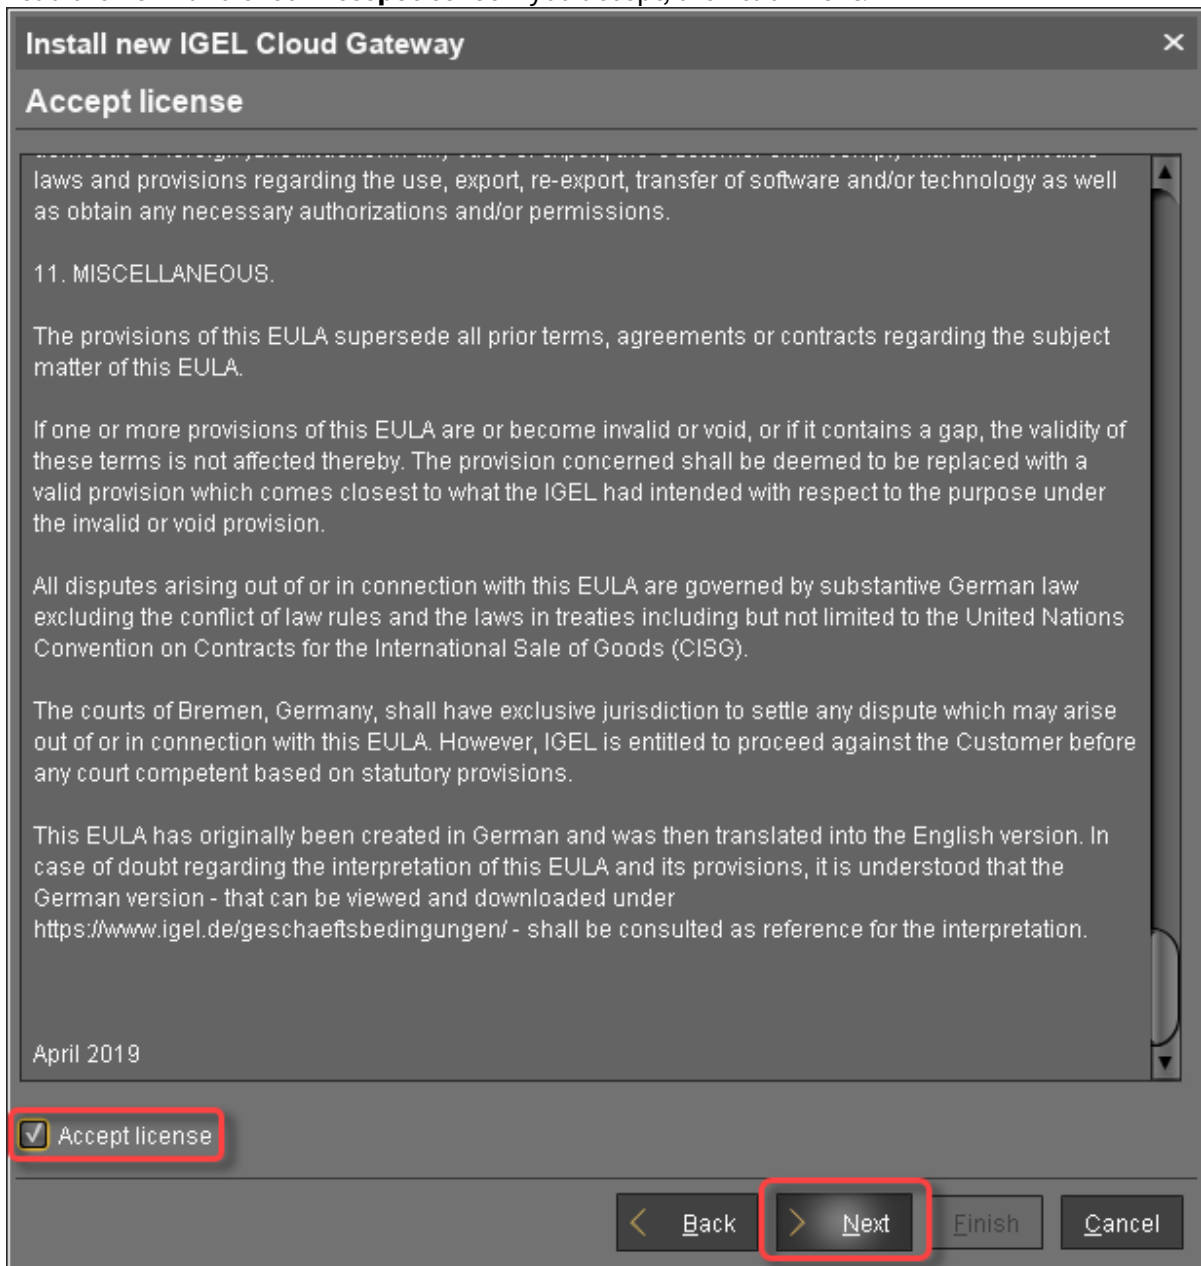 Install new IGEL Cloud Gateway
Accept license
laws and provisions regarding the use, export, re-export, transfer of software and/or technology as well
as obtain any necessary authorizations and/or permissions.
11. MISCELLANEOUS.
The provisions of this EULA supersede all prior terms, agreements or contracts regarding the subject
matter of this EULA.
If one or more provisions of this EULA are or become invalid or void, or if it contains a gap, the validity of
these terms is not affected thereby. The provision concerned shall be deemed to be replaced with a
valid provision which comes closest to what the IGEL had intended with respect to the purpose under
the invalid or void provision.
All disputes arising out of or in connection with this EULA are governed by substantive German law
excluding the conflict of law rules and the laws in treaties including but not limited to the United Nations
Convention on Contracts for the International Sale of Goods (CISG).
The courts of Bremen, Germany, shall have exclusive jurisdiction to settle any dispute which may arise
out of or in connection with this EULA. However, IGEL is entitled to proceed against the Customer before
any court competent based on statutory provisions.
This EULA has originally been created in German and was then translated into the English version. In
case of doubt regarding the interpretation of this EULA and its provisions, it is understood that the
German version - that can be viewed and downloaded under
https://www.igel.de/geschaeftsbedingungen/ - shall be consulted as reference for the interpretation.
April 2019
Accept license
Back Next Finish Cancel